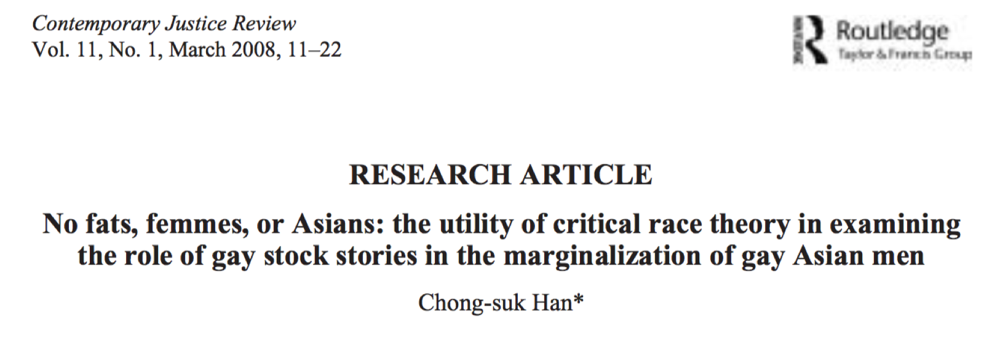 Contemporary Justice Review
Vol. 11, No. 1, March 2008, 11–22
Routledge
Taylor & Francis Group
RESEARCH ARTICLE
No fats, femmes, or Asians: the utility of critical race theory in examining
the role of gay stock stories in the marginalization of gay Asian men
Chong-suk Han*